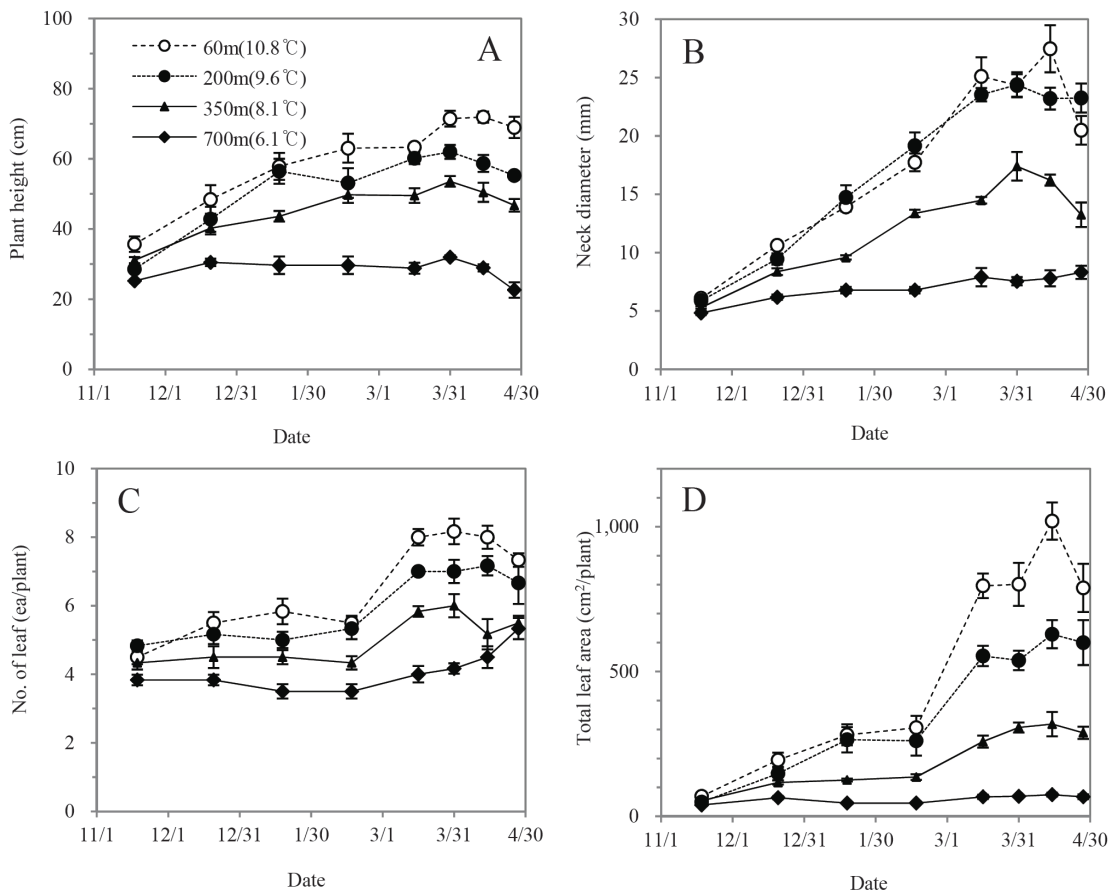 A
Plant height (cm)
100
80
60
40
20
0
60m(10.8℃)
200m(9.6℃)
350m(8.1℃)
700m(6.1℃)
11/1 12/1 12/31 1/30 3/1 3/31 4/30
Date
B
Neck diameter (mm)
30
25
20
15
10
5
0
11/1 12/1 12/31 1/30 3/1 3/31 4/30
Date
C
No. of leaf (ea/plant)
10
8
6
4
2
0
11/1 12/1 12/31 1/30 3/1 3/31 4/30
Date
D
Total leaf area (cm²/plant)
1,000
500
0
11/1 12/1 12/31 1/30 3/1 3/31 4/30
Date